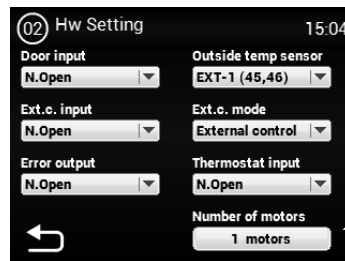 02 Hw Setting 15:04
Door input
N.Open
Outside temp sensor
EXT-1 (45,46)
Ext.c. input
N.Open
Ext.c. mode
External control
Error output
N.Open
Thermostat input
N.Open
Number of motors
1 motors